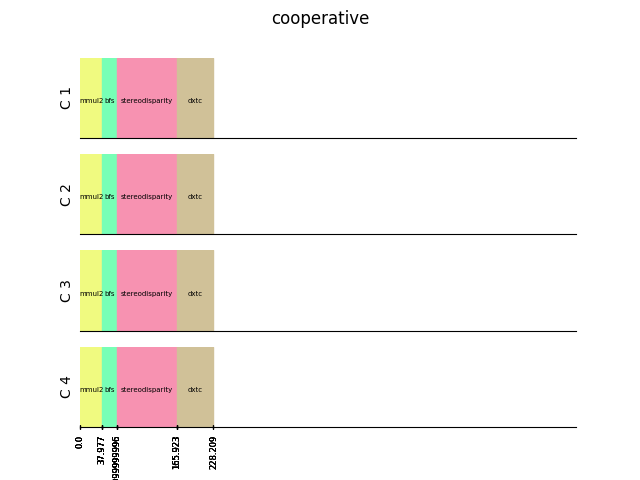 cooperative
C 1
mmul2 bfs stereodisparity dxtc
C 2
mmul2 bfs stereodisparity dxtc
C 3
mmul2 bfs stereodisparity dxtc
C 4
mmul2 bfs stereodisparity dxtc
0.0
37.977
165.923
228.209